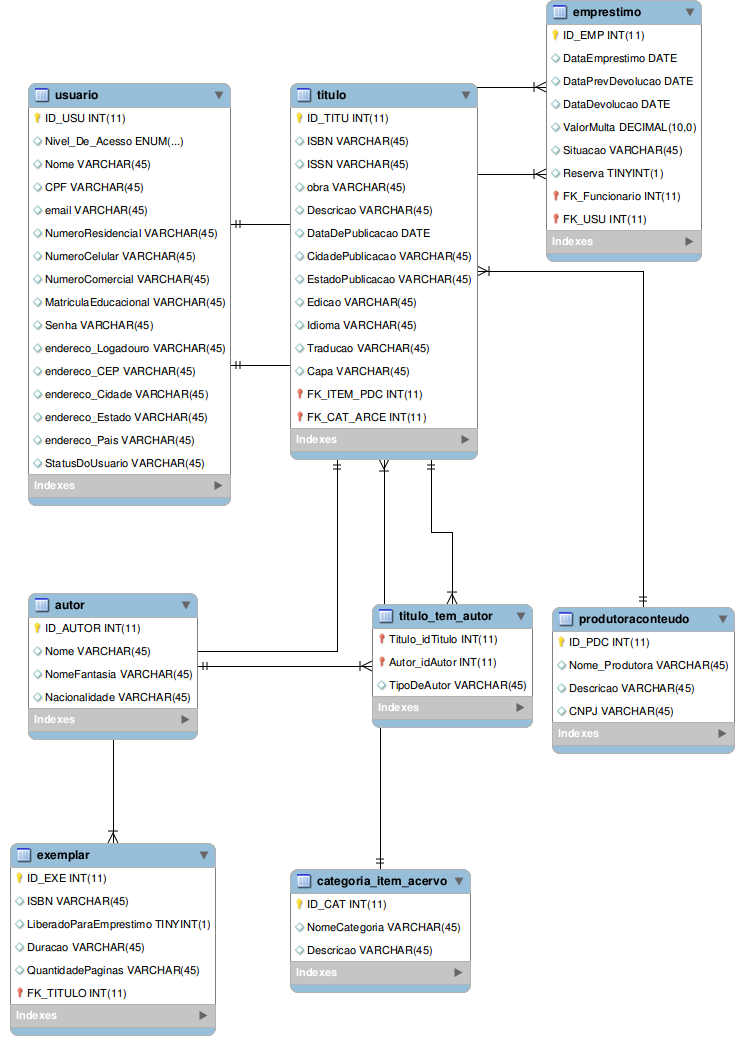 emprestimo
ID_EMP INT(11)
DataEmprestimo DATE
DataPrevDevolucao DATE
DataDevolucao DATE
ValorMulta DECIMAL(10,0)
Situacao VARCHAR(45)
Reserva TINYINT(1)
FK_Funcionario INT(11)
FK_USU INT(11)
Indexes
usuario
ID_USU INT(11)
Nivel_De_Acesso ENUM(...)
Nome VARCHAR(45)
CPF VARCHAR(45)
email VARCHAR(45)
NumeroResidencial VARCHAR(45)
NumeroCelular VARCHAR(45)
NumeroComercial VARCHAR(45)
MatriculaEducacional VARCHAR(45)
Senha VARCHAR(45)
endereco_Logadouro VARCHAR(45)
endereco_CEP VARCHAR(45)
endereco_Cidade VARCHAR(45)
endereco_Estado VARCHAR(45)
endereco_Pais VARCHAR(45)
StatusDoUsuario VARCHAR(45)
Indexes
titulo
ID_TITU INT(11)
ISBN VARCHAR(45)
ISSN VARCHAR(45)
obra VARCHAR(45)
Descricao VARCHAR(45)
DataDePublicacao DATE
CidadePublicacao VARCHAR(45)
EstadoPublicacao VARCHAR(45)
Edicao VARCHAR(45)
Idioma VARCHAR(45)
Traducao VARCHAR(45)
Capa VARCHAR(45)
FK_ITEM_PDC INT(11)
FK_CAT_ARCE INT(11)
Indexes
autor
ID_AUTOR INT(11)
Nome VARCHAR(45)
NomeFantasia VARCHAR(45)
Nacionalidade VARCHAR(45)
Indexes
titulo_tem_autor
Titulo_idTitulo INT(11)
Autor_idAutor INT(11)
TipoDeAutor VARCHAR(45)
Indexes
produtoraconteudo
ID_PDC INT(11)
Nome_Produtora VARCHAR(45)
Descricao VARCHAR(45)
CNPJ VARCHAR(45)
Indexes
exemplar
ID_EXE INT(11)
ISBN VARCHAR(45)
LiberadoParaEmprestimo TINYINT(1)
Duracao VARCHAR(45)
QuantidadePaginas VARCHAR(45)
FK_TITULO INT(11)
Indexes
categoria_item_acervo
ID_CAT INT(11)
NomeCategoria VARCHAR(45)
Descricao VARCHAR(45)
Indexes